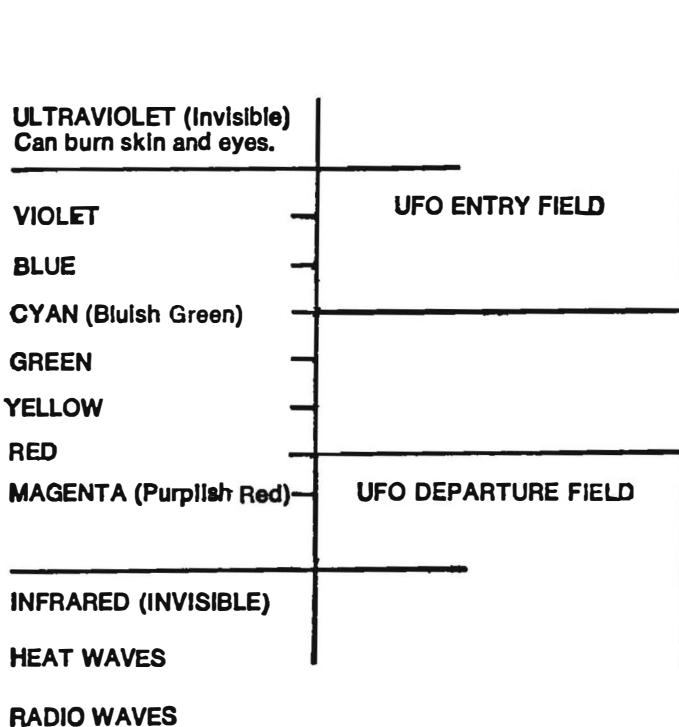 ULTRAVIOLET (Invisible)
Can burn skin and eyes.
VIOLET
UFO ENTRY FIELD
BLUE
CYAN (Bluish Green)
GREEN
YELLOW
RED
MAGENTA (Purplish Red)
UFO DEPARTURE FIELD
INFRARED (INVISIBLE)
HEAT WAVES
RADIO WAVES